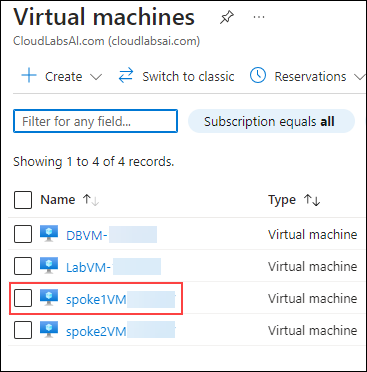 Virtual machines
CloudLabsAI.com (cloudlabsai.com)
Create
Switch to classic
Reservations
Filter for any field...
Subscription equals all
Showing 1 to 4 of 4 records.
Name ↑↓ Type ↑↓
DBVM- Virtual machine
LabVM- Virtual machine
spoke1VM Virtual machine
spoke2VM Virtual machine